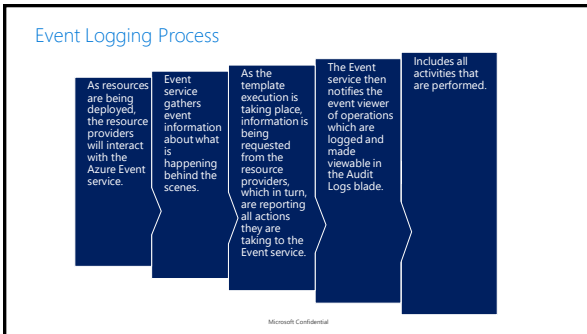 Event Logging Process
As resources
are being
deployed,
the resource
providers
will interact
with the
Azure Event
service.
Event
service
gathers
event
information
about what
is
happening
behind the
scenes.
As the
template
execution is
taking place,
information is
being
requested
from the
resource
providers,
which in turn,
are reporting
all actions
they are
taking to the
Event service.
The Event
service then
notifies the
event viewer
of operations
which are
logged and
made
viewable in
the Audit
Logs blade.
Includes all
activities that
are performed.
Microsoft Confidential